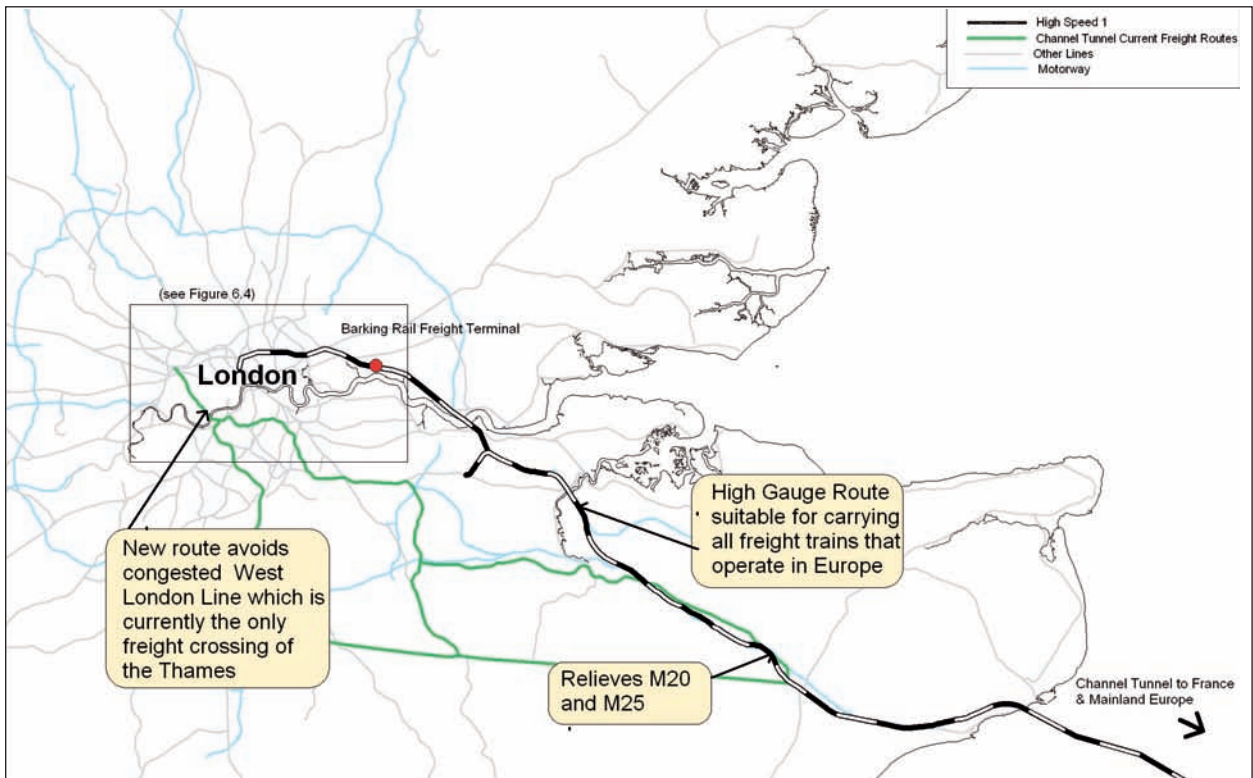 High Speed 1
Channel Tunnel Current Freight Routes
Other Lines
Motorway
(see Figure 6.4)
Barking Rail Freight Terminal
London
High Gauge Route
suitable for carrying
all freight trains that
operate in Europe
New route avoids
congested West
London Line which is
currently the only
freight crossing of
the Thames
Relieves M20
and M25
Channel Tunnel to France
& Mainland Europe